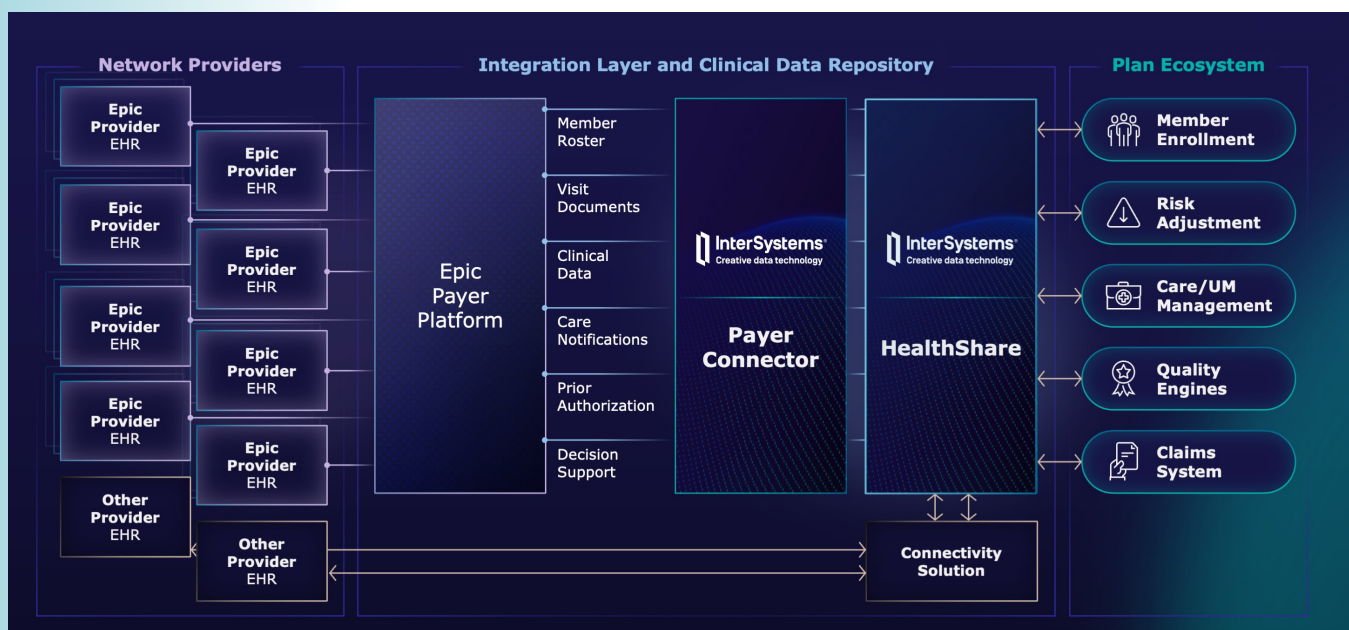 Network Providers
Epic
Provider
EHR
Epic
Provider
EHR
Epic
Provider
EHR
Epic
Provider
EHR
Epic
Provider
EHR
Epic
Provider
EHR
Epic
Provider
EHR
Epic
Provider
EHR
Other
Provider
EHR
Other
Provider
EHR
Integration Layer and Clinical Data Repository
Epic
Payer
Platform
Member
Roster
Visit
Documents
Clinical
Data
Care
Notifications
Prior
Authorization
Decision
Support
InterSystems®
Creative data technology
Payer
Connector
InterSystems®
Creative data technology
HealthShare
Connectivity
Solution
Plan Ecosystem
Member
Enrollment
Risk
Adjustment
Care/UM
Management
Quality
Engines
Claims
System